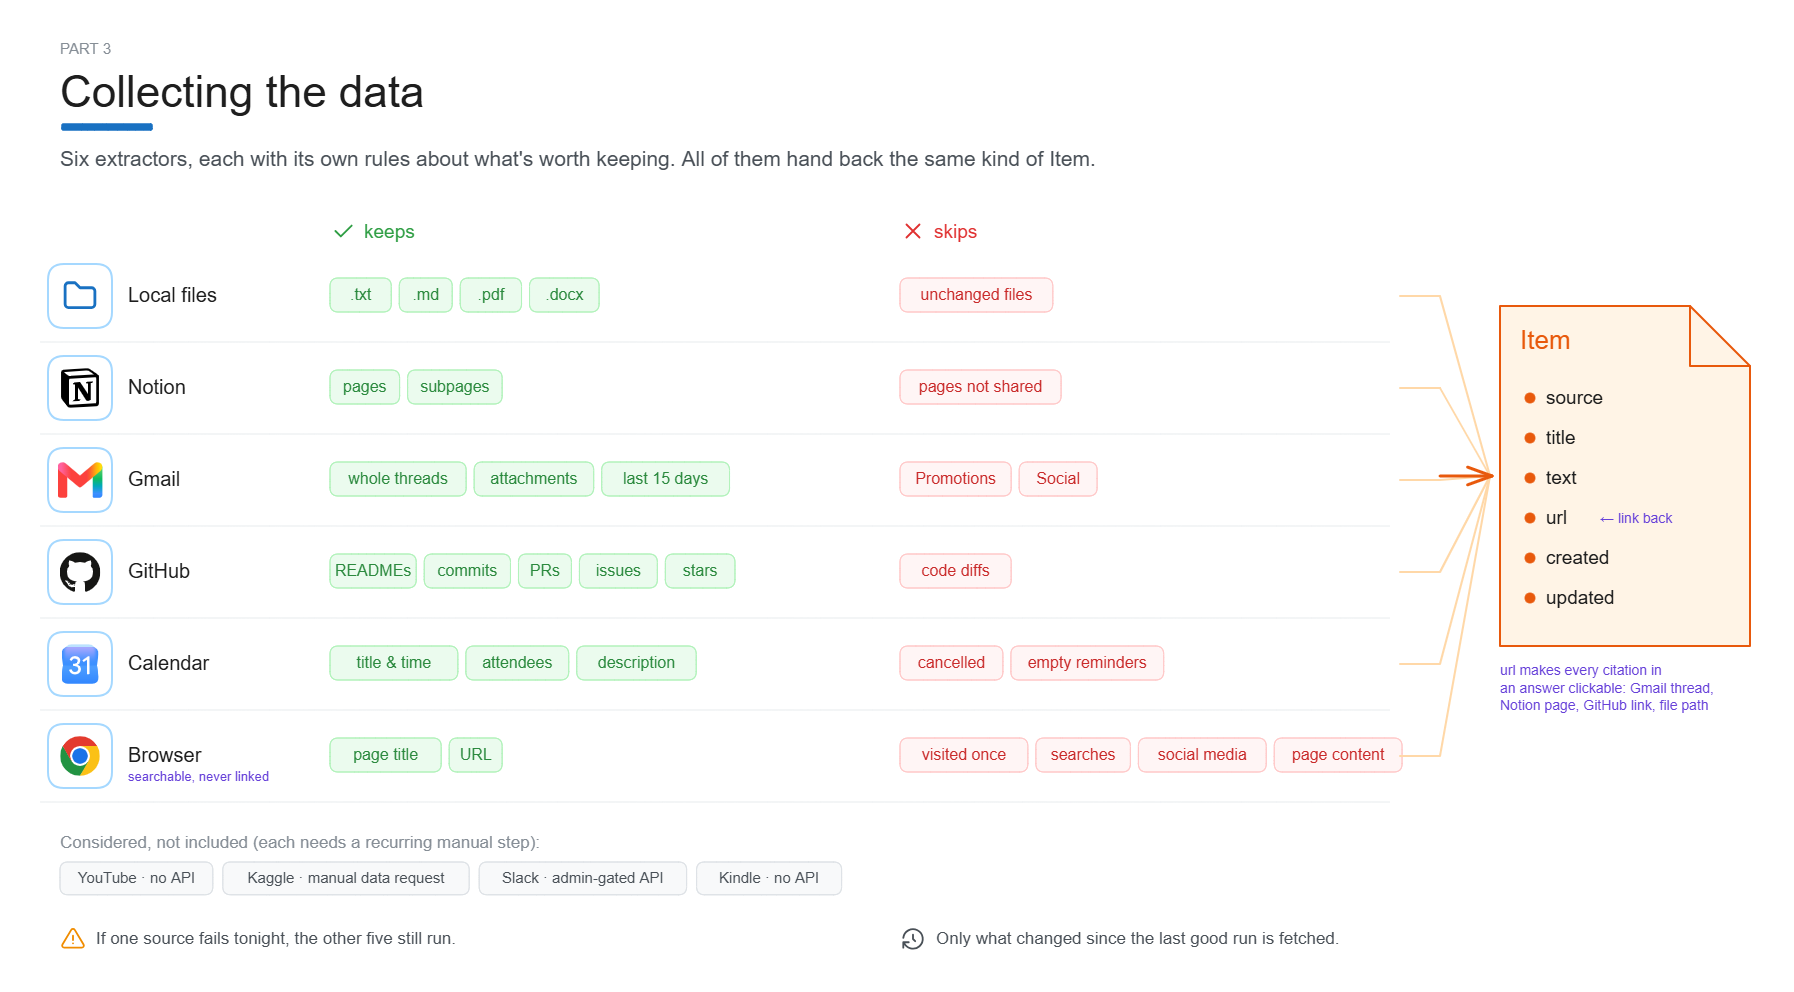 PART 3
Collecting the data
Six extractors, each with its own rules about what's worth keeping. All of them hand back the same kind of Item.
keeps
skips
Local files
.txt
.md
.pdf
.docx
unchanged files
Notion
pages
subpages
pages not shared
Gmail
whole threads
attachments
last 15 days
Promotions
Social
GitHub
READMEs
commits
PRs
issues
stars
code diffs
31
Calendar
title & time
attendees
description
cancelled
empty reminders
Browser
searchable, never linked
page title
URL
visited once
searches
social media
page content
Item
source
title
text
url
← link back
created
updated
url makes every citation in
an answer clickable: Gmail thread,
Notion page, GitHub link, file path
Considered, not included (each needs a recurring manual step):
YouTube · no API
Kaggle · manual data request
Slack · admin-gated API
Kindle · no API
If one source fails tonight, the other five still run.
Only what changed since the last good run is fetched.